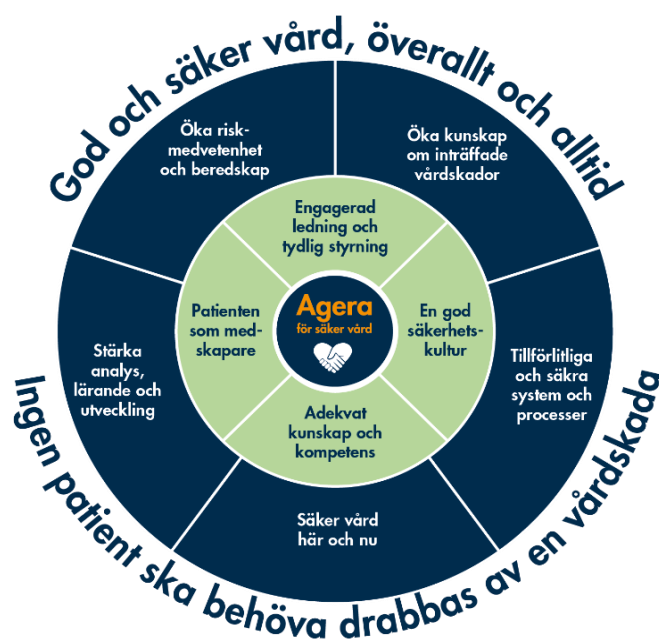 God och säker vård, överallt och alltid
Öka risk-
medvetenhet
och beredskap
Öka kunskap
om inträffade
vårdskador
Engagerad
ledning och
tydlig styrning
Patienten
som med-
skapare
Agera
för säker vård
En god
säkerhets-
kultur
Stärka
analys,
lärande och
utveckling
Tillförlitliga
och säkra
system och
processer
Adekvat
kunskap och
kompetens
Säker vård
här och nu
Ingen patient ska behöva drabbas av en vårdskada